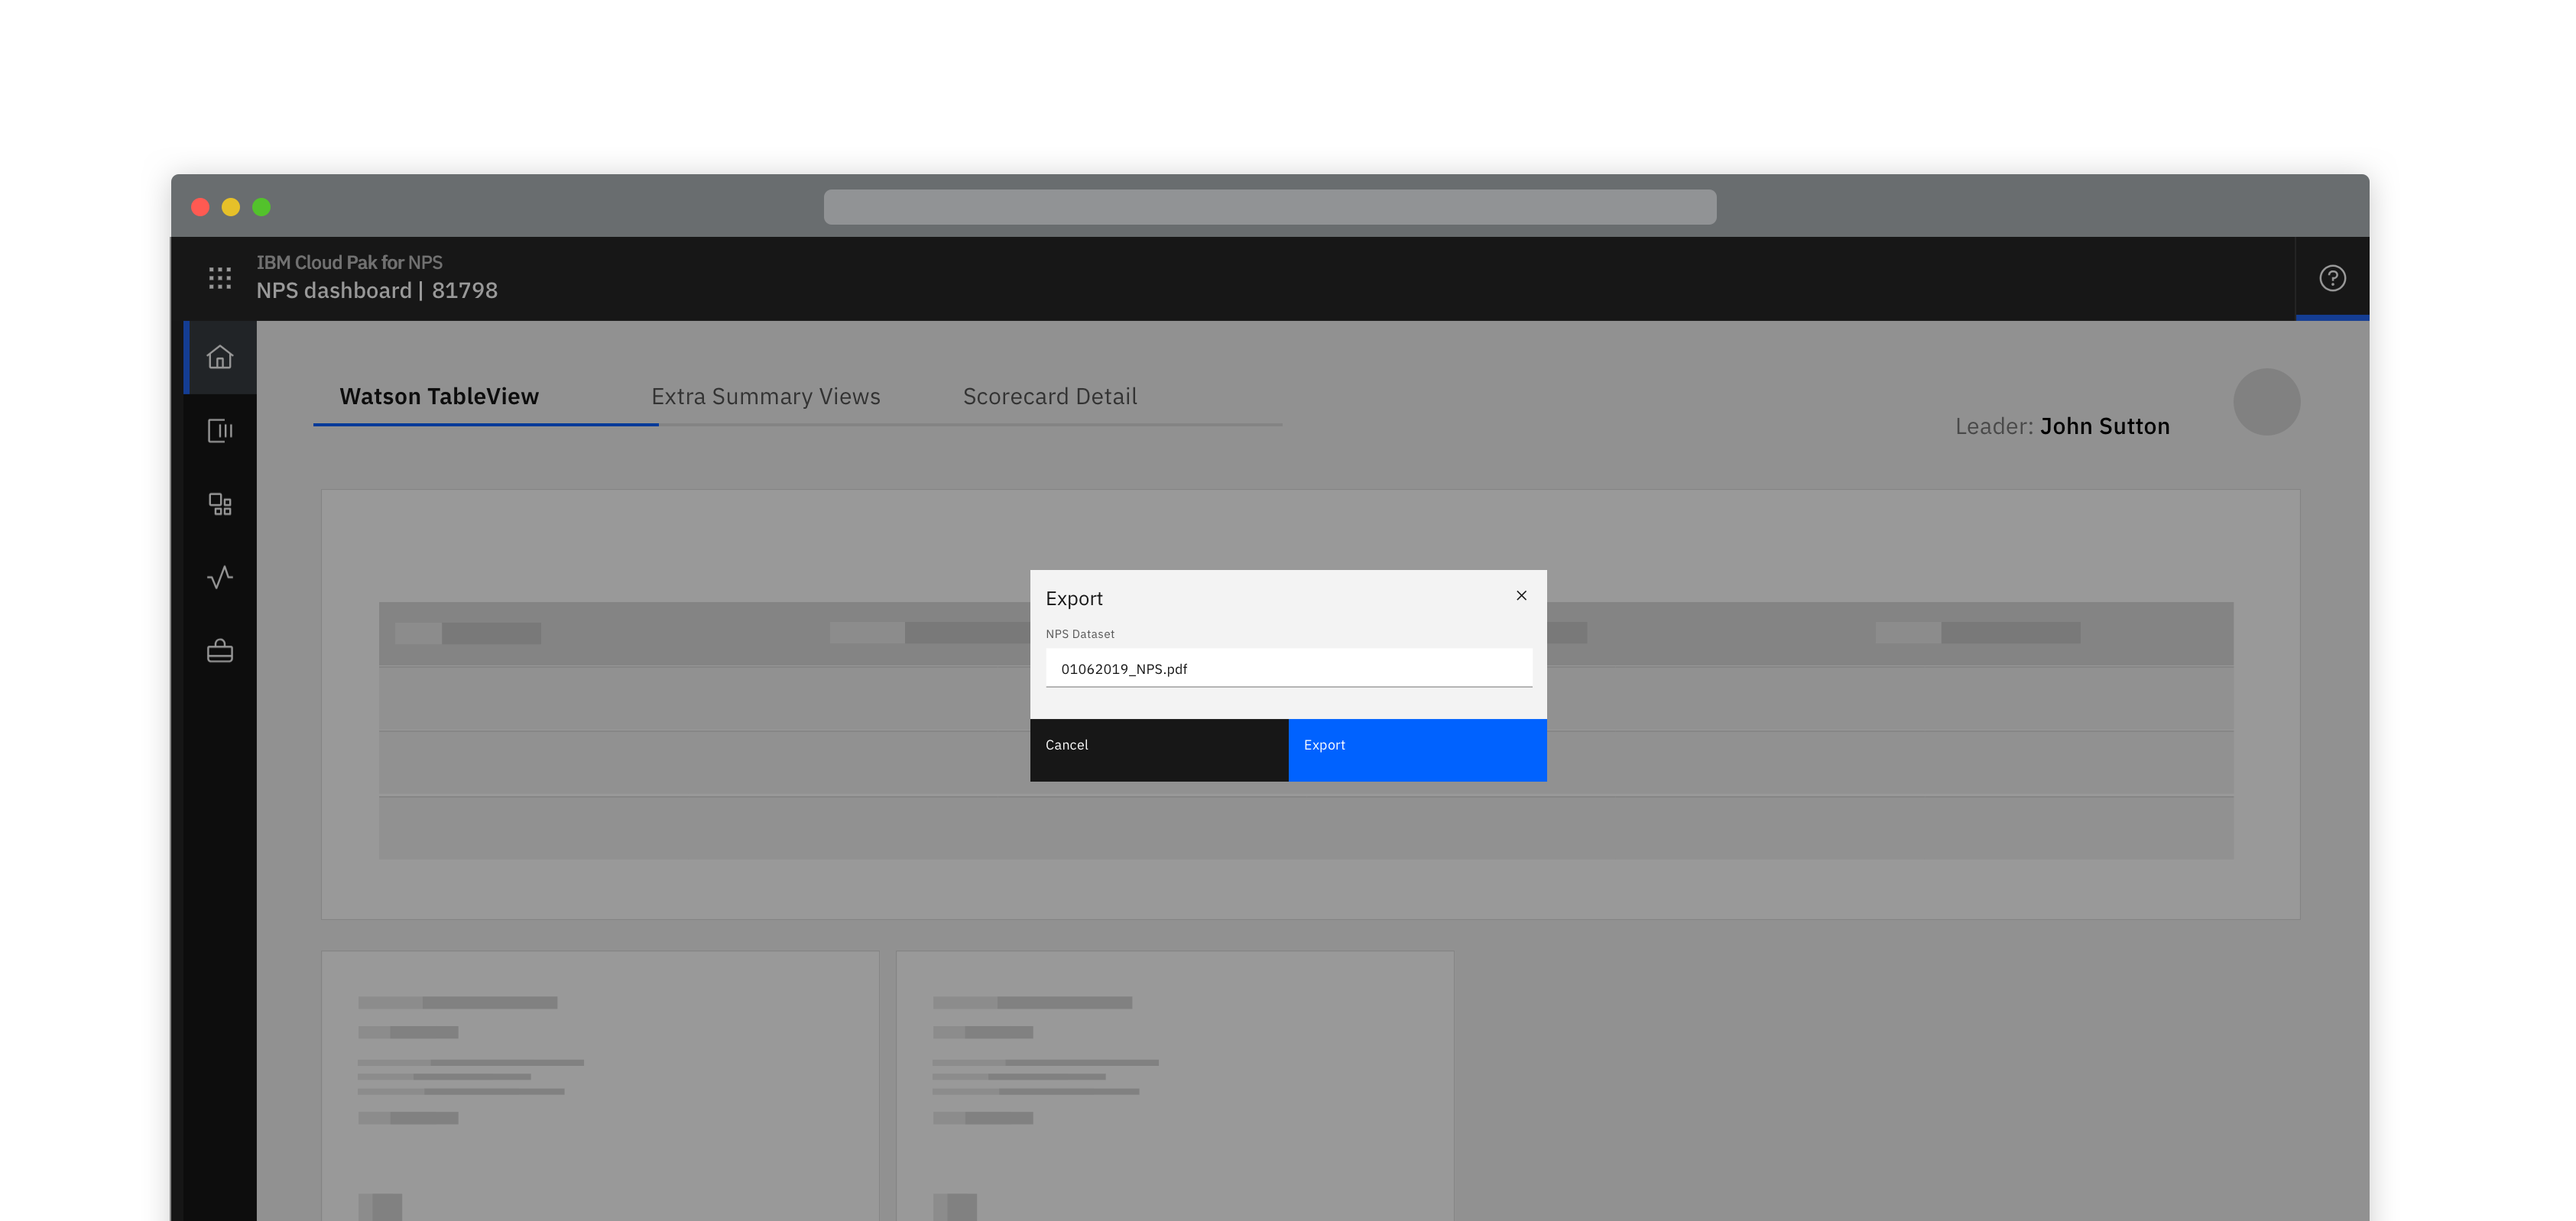 IBM Cloud Pak for NPS
NPS dashboard | 81798
Watson TableView
Extra Summary Views
Scorecard Detail
Leader: John Sutton
Export
NPS Dataset
01062019_NPS.pdf
Cancel
Export